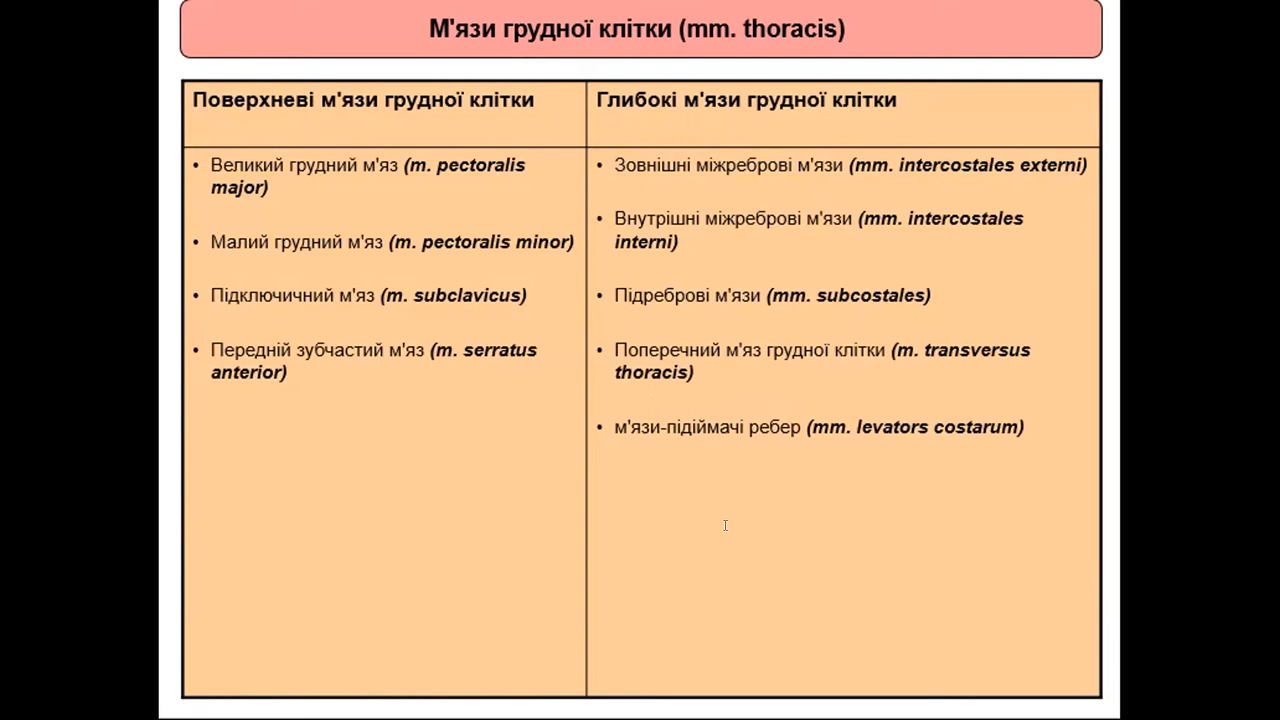 М'язи грудної клітки (mm. thoracis)
Поверхневі м'язи грудної клітки
• Великий грудний м'яз (m. pectoralis
major)
• Малий грудний м'яз (m. pectoralis minor)
• Підключичний м'яз (m. subclavicus)
• Передній зубчастий м'яз (m. serratus
anterior)
Глибокі м'язи грудної клітки
• Зовнішні міжреброві м'язи (mm. intercostales externi)
• Внутрішні міжреброві м'язи (mm. intercostales
interni)
• Підреброві м'язи (mm. subcostales)
• Поперечний м'яз грудної клітки (m. transversus
thoracis)
• м'язи-підіймачі ребер (mm. levators costarum)